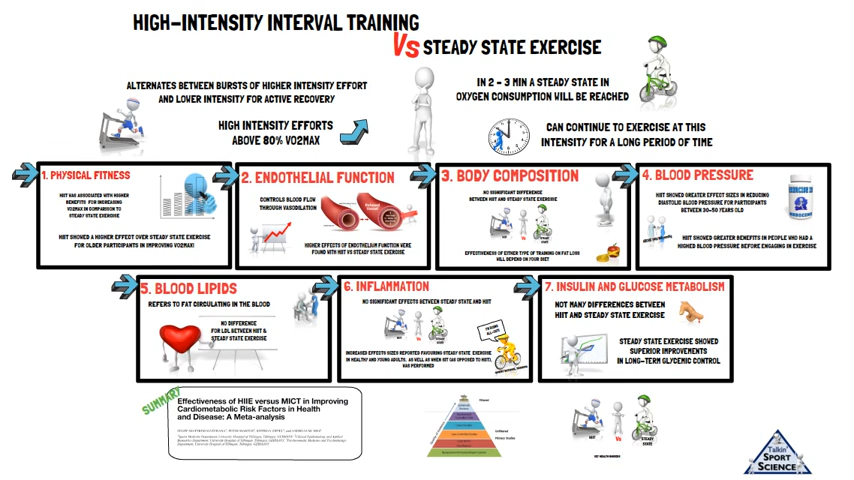 HIGH-INTENSITY INTERVAL TRAINING
Vs STEADY STATE EXERCISE
ALTERNATES BETWEEN BURSTS OF HIGHER INTENSITY EFFORT
AND LOWER INTENSITY FOR ACTIVE RECOVERY
HIGH INTENSITY EFFORTS
ABOVE 80% VO2MAX
IN 2 - 3 MIN A STEADY STATE IN
OXYGEN CONSUMPTION WILL BE REACHED
CAN CONTINUE TO EXERCISE AT THIS
INTENSITY FOR A LONG PERIOD OF TIME
1. PHYSICAL FITNESS
HIIT HAS ASSOCIATED WITH HIGHER
BENEFITS FOR INCREASING
VO2MAX IN COMPARISON TO
STEADY STATE EXERCISE
HIIT SHOWED A HIGHER EFFECT OVER STEADY STATE EXERCISE
FOR OLDER PARTICIPANTS IN IMPROVING VO2MAX!
2. ENDOTHELIAL FUNCTION
CONTROLS BLOOD FLOW
THROUGH VASODILATION
HIGHER EFFECTS OF ENDOTHELIUM FUNCTION WERE
FOUND WITH HIIT VS STEADY STATE EXERCISE
3. BODY COMPOSITION
NO SIGNIFICANT DIFFERENCE
BETWEEN HIIT AND STEADY STATE EXERCISE
Vs
EFFECTIVENESS OF EITHER TYPE OF TRAINING ON FAT LOSS
WILL DEPEND ON YOUR DIET
4. BLOOD PRESSURE
HIIT SHOWED GREATER EFFECT SIZES IN REDUCING
DIASTOLIC BLOOD PRESSURE FOR PARTICIPANTS
BETWEEN 30-50 YEARS OLD
EXERCISE IS
MEDICINE
HIIT SHOWED GREATER BENEFITS IN PEOPLE WHO HAD A
HIGHED BLOOD PRESSURE BEFORE ENGAGING IN EXERCISE
5. BLOOD LIPIDS
REFERS TO FAT CIRCULATING IN THE BLOOD
NO DIFFERENCE
FOR LDL BETWEEN HIIT &
STEADY STATE EXERCISE
6. INFLAMMATION
NO SIGNIFICANT EFFECTS BETWEEN STEADY STATE AND HIIT
Vs
INCREASED EFFECTS SIZES REPORTED FAVOURING STEADY STATE EXERCISE
IN HEALTHY AND YOUNG ADULTS, AS WELL AS WHEN SIT (AS OPPOSED TO HIIT)
WAS PERFORMED
7. INSULIN AND GLUCOSE METABOLISM
NOT MANY DIFFERENCES BETWEEN
HIIT AND STEADY STATE EXERCISE
STEADY STATE EXERCISE SHOWED
SUPERIOR IMPROVEMENTS
IN LONG-TERM GLYCEMIC CONTROL
SUMMARY
Effectiveness of HIIE versus MICT in Improving
Cardiometabolic Risk Factors in Health
and Disease: A Meta-analysis
HIIT
Vs
STEADY
STATE
Talkin'
SPORT
SCIENCE